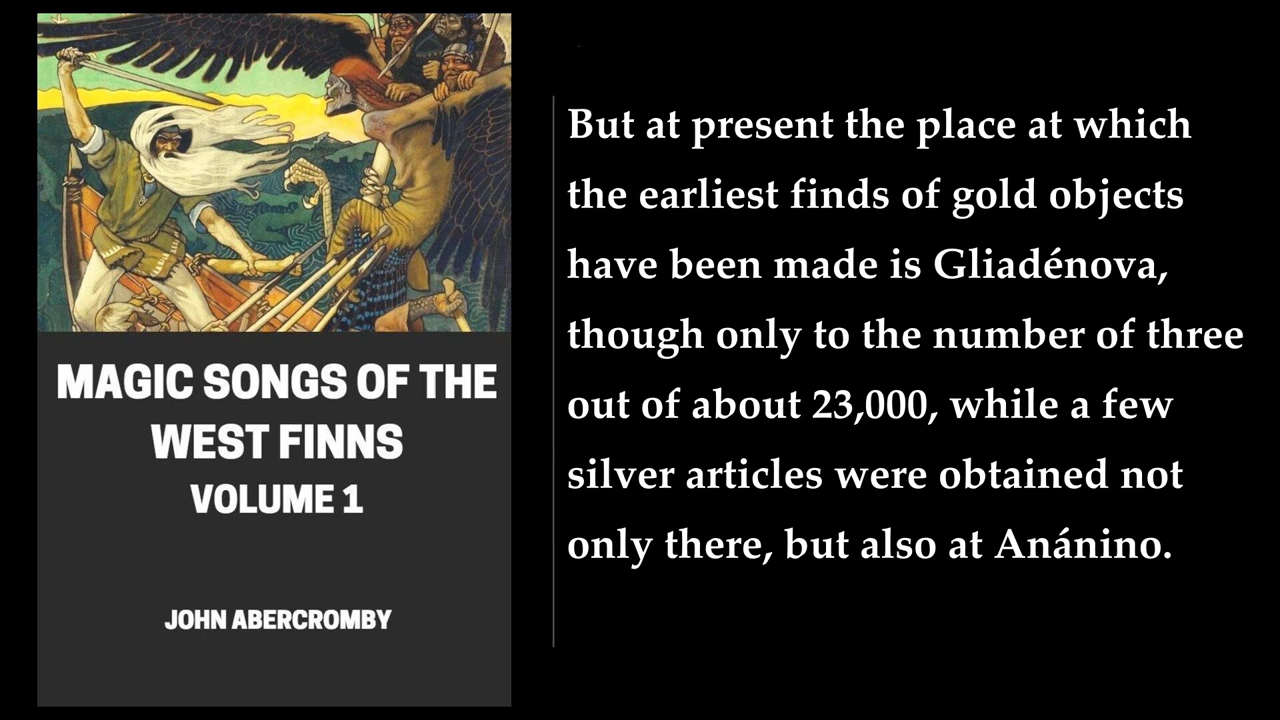 MAGIC SONGS OF THE
WEST FINNS
VOLUME 1
JOHN ABERCROMBY
But at present the place at which
the earliest finds of gold objects
have been made is Gliadénova,
though only to the number of three
out of about 23,000, while a few
silver articles were obtained not
only there, but also at Anánino.